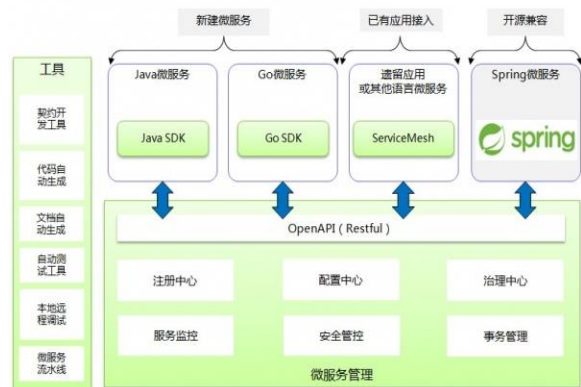 新建微服务
已有应用接入
开源兼容
工具
契约开
发工具
代码自
动生成
文档自
动生成
自动测
试工具
本地远
程调试
微服务
流水线
Java微服务
Java SDK
Go微服务
Go SDK
遗留应用
或其他语言微服务
ServiceMesh
Spring微服务
spring
OpenAPI ( Restful )
注册中心
配置中心
治理中心
服务监控
安全管控
事务管理
微服务管理